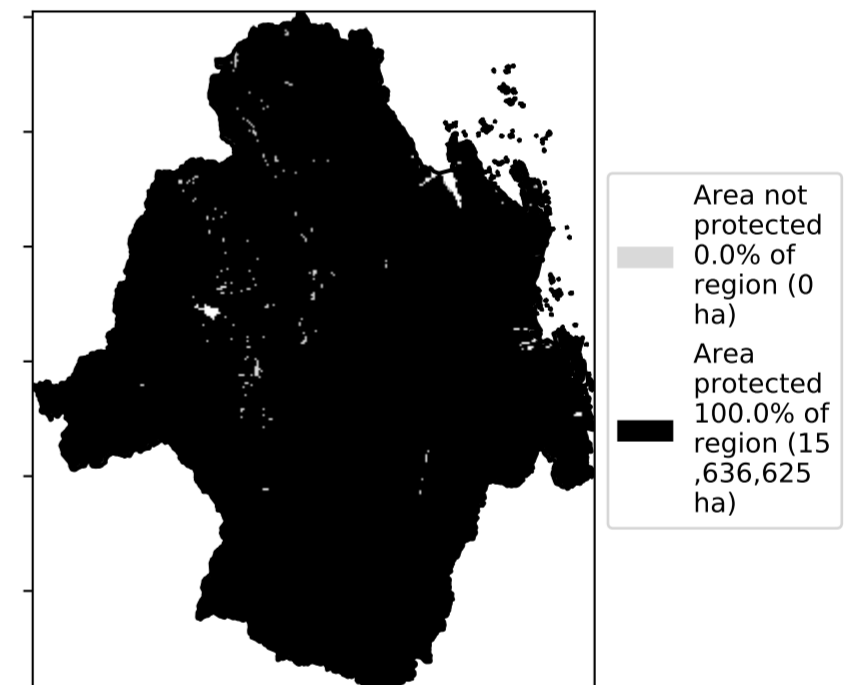 Area not
protected
0.0% of
region (0
ha)
Area
protected
100.0% of
region (15
,636,625
ha)